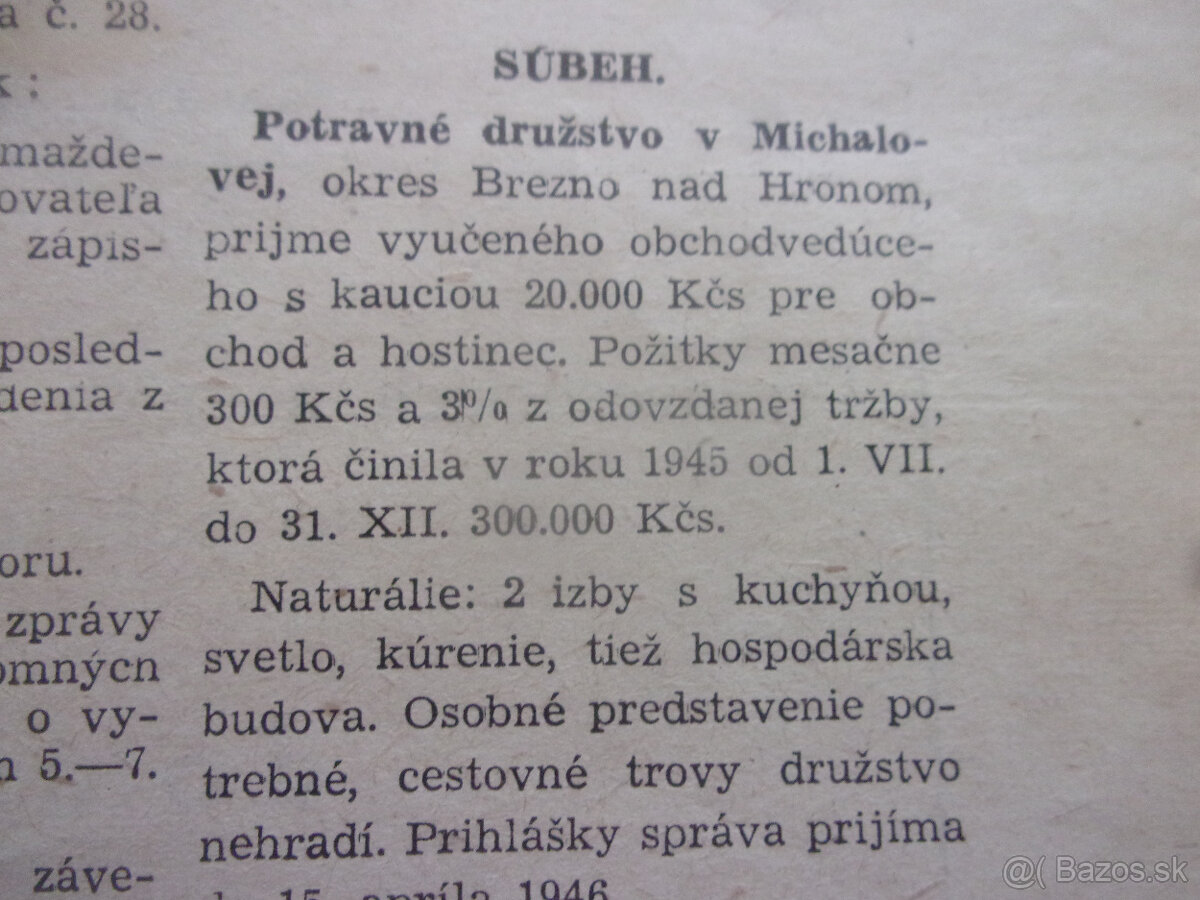 a č. 28.
k :
mažde-
ovateľa
zápis-
posled-
denia z
oru.
zprávy
omnýcn
o vy-
n 5.—7.
záve-
SÚBEH.
Potravné družstvo v Michalo-
vej, okres Brezno nad Hronom,
prijme vyučeného obchodvedúce-
ho s kauciou 20.000 Kčs pre ob-
chod a hostinec. Požitky mesačne
300 Kčs a 3% z odovzdanej tržby,
ktorá činila v roku 1945 od 1. VII.
do 31. XII. 300.000 Kčs.
Naturálie: 2 izby s kuchyňou,
svetlo, kúrenie, tiež hospodárska
budova. Osobné predstavenie po-
trebné, cestovné trovy družstvo
nehradí. Prihlášky správa prijíma
15. apríla 1946.
@( Bazos.sk